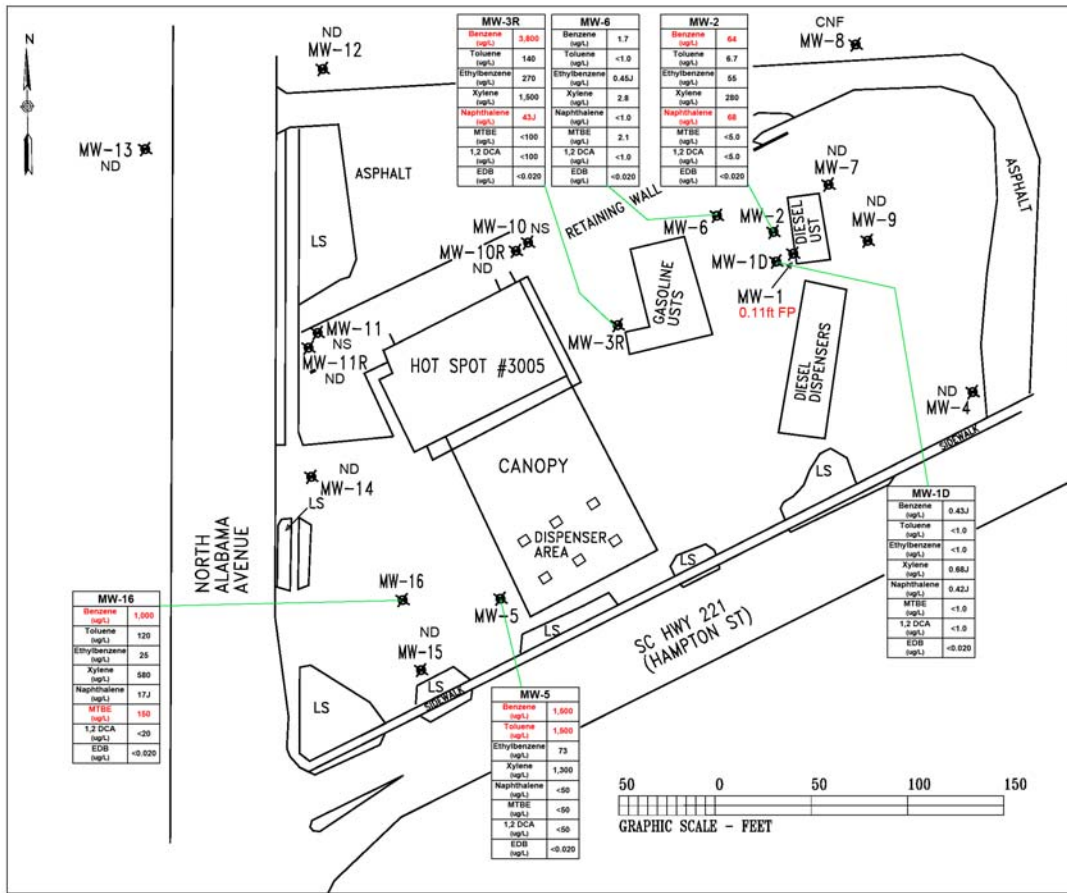 N
ND
MW-12
MW-13
ND
CNF
MW-8
MW-3R
Benzene (ug/L) 3,800
Toluene (ug/L) 140
Ethylbenzene (ug/L) 270
Xylene (ug/L) 1,500
Naphthalene (ug/L) 43J
MTBE (ug/L) <100
1,2 DCA (ug/L) <100
EDB (ug/L) <0.020
MW-6
Benzene (ug/L) 1.7
Toluene (ug/L) <1.0
Ethylbenzene (ug/L) 0.45J
Xylene (ug/L) 2.8
Naphthalene (ug/L) <1.0
MTBE (ug/L) 2.1
1,2 DCA (ug/L) <1.0
EDB (ug/L) <0.020
MW-2
Benzene (ug/L) 64
Toluene (ug/L) 6.7
Ethylbenzene (ug/L) 55
Xylene (ug/L) 280
Naphthalene (ug/L) 68
MTBE (ug/L) <5.0
1,2 DCA (ug/L) <5.0
EDB (ug/L) <0.020
ASPHALT
LS
RETAINING WALL
ND
MW-7
ASPHALT
ND
MW-9
MW-10
NS
MW-10R
ND
MW-6
MW-2
DIESEL
UST
MW-1D
MW-1
0.11ft FP
GASOLINE
USTS
MW-3R
MW-11
NS
MW-11R
ND
HOT SPOT #3005
DIESEL
DISPENSERS
ND
MW-4
SIDEWALK
CANOPY
LS
ND
MW-14
LS
DISPENSER
AREA
LS
MW-1D
Benzene (ug/L) 0.43J
Toluene (ug/L) <1.0
Ethylbenzene (ug/L) <1.0
Xylene (ug/L) 0.68J
Naphthalene (ug/L) 0.42J
MTBE (ug/L) <1.0
1,2 DCA (ug/L) <1.0
EDB (ug/L) <0.020
NORTH
ALABAMA
AVENUE
MW-16
MW-5
MW-16
Benzene (ug/L) 1,000
Toluene (ug/L) 120
Ethylbenzene (ug/L) 25
Xylene (ug/L) 580
Naphthalene (ug/L) 17J
MTBE (ug/L) 150
1,2 DCA (ug/L) <20
EDB (ug/L) <0.020
LS
SC HWY 221
(HAMPTON ST)
ND
MW-15
LS
SIDEWALK
LS
MW-5
Benzene (ug/L) 1,500
Toluene (ug/L) 1,500
Ethylbenzene (ug/L) 73
Xylene (ug/L) 1,300
Naphthalene (ug/L) <50
MTBE (ug/L) <50
1,2 DCA (ug/L) <50
EDB (ug/L) <0.020
50 0 50 100 150
GRAPHIC SCALE - FEET